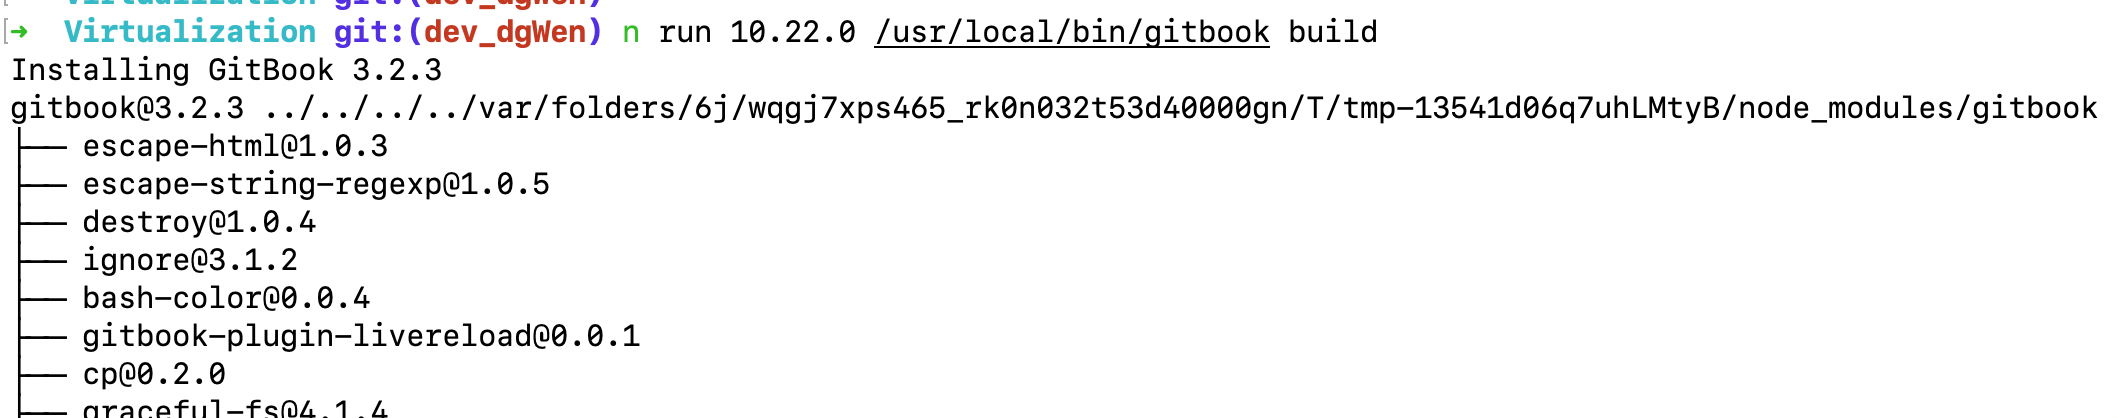 Virtualization git:(dev_dgWen)
→ Virtualization git:(dev_dgWen) n run 10.22.0 /usr/local/bin/gitbook build
Installing GitBook 3.2.3
gitbook@3.2.3 ../../../../var/folders/6j/wqgj7xps465_rk0n032t53d40000gn/T/tmp-13541d06q7uhLMtyB/node_modules/gitbook
├── escape-html@1.0.3
├── escape-string-regexp@1.0.5
├── destroy@1.0.4
├── ignore@3.1.2
├── bash-color@0.0.4
├── gitbook-plugin-livereload@0.0.1
├── cp@0.2.0
├── graceful-fs@4.1.4